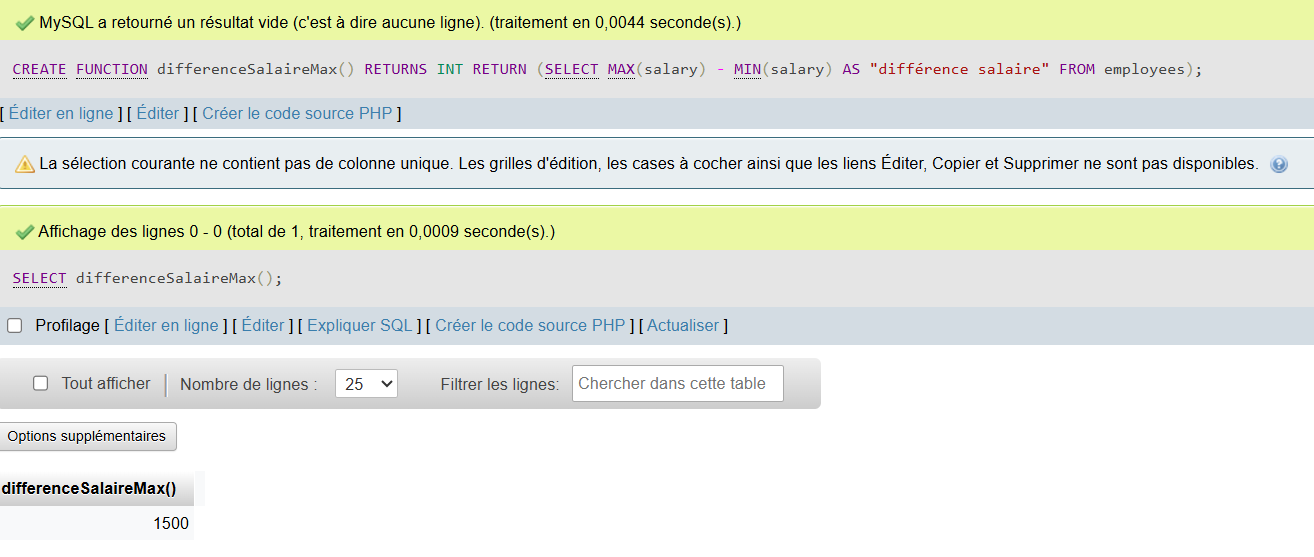 MySQL a retourné un résultat vide (c'est à dire aucune ligne). (traitement en 0,0044 seconde(s).)
CREATE FUNCTION differenceSalaireMax() RETURNS INT RETURN (SELECT MAX(salary) - MIN(salary) AS "différence salaire" FROM employees);
[ Éditer en ligne ] [ Éditer ] [ Créer le code source PHP ]
La sélection courante ne contient pas de colonne unique. Les grilles d'édition, les cases à cocher ainsi que les liens Éditer, Copier et Supprimer ne sont pas disponibles.
Affichage des lignes 0 - 0 (total de 1, traitement en 0,0009 seconde(s).)
SELECT differenceSalaireMax();
Profilage [ Éditer en ligne ] [ Éditer ] [ Expliquer SQL ] [ Créer le code source PHP ] [ Actualiser ]
Tout afficher | Nombre de lignes : 25 Filtrer les lignes: Chercher dans cette table
Options supplémentaires
differenceSalaireMax()
1500